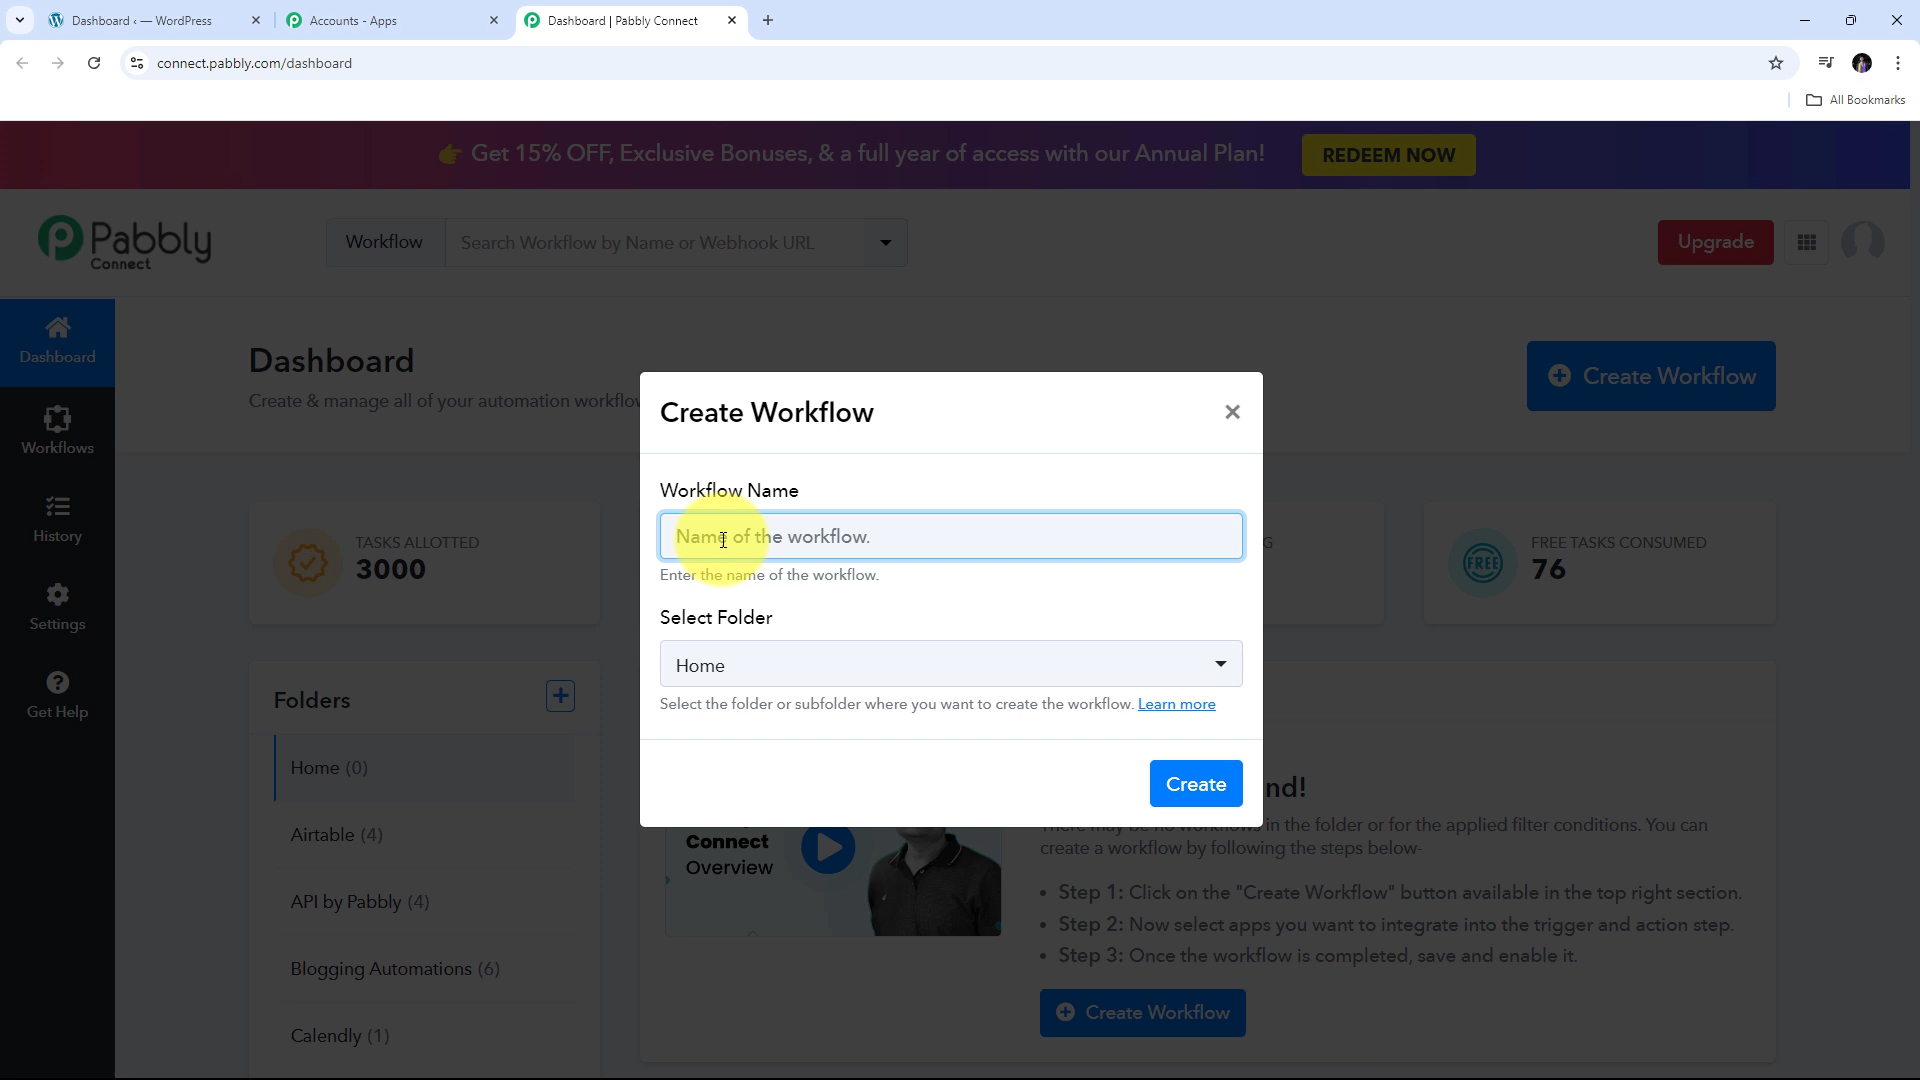 Dashboard ‹ — WordPress
Accounts - Apps
Dashboard | Pabbly Connect
connect.pabbly.com/dashboard
All Bookmarks
👉 Get 15% OFF, Exclusive Bonuses, & a full year of access with our Annual Plan!
REDEEM NOW
Pabbly
Connect
Workflow
Search Workflow by Name or Webhook URL
Upgrade
Dashboard
Workflows
History
Settings
Get Help
Dashboard
Create & manage all of your automation workflo
Create Workflow
TASKS ALLOTTED
3000
G
FREE
FREE TASKS CONSUMED
76
Create Workflow
Workflow Name
Name of the workflow.
Enter the name of the workflow.
Select Folder
Home
Select the folder or subfolder where you want to create the workflow. Learn more
Create
Folders
Home (0)
Airtable (4)
API by Pabbly (4)
Blogging Automations (6)
Calendly (1)
Connect
Overview
nd!
in the folder or for the applied filter conditions. You can
create a workflow by following the steps below-
• Step 1: Click on the "Create Workflow" button available in the top right section.
• Step 2: Now select apps you want to integrate into the trigger and action step.
• Step 3: Once the workflow is completed, save and enable it.
Create Workflow